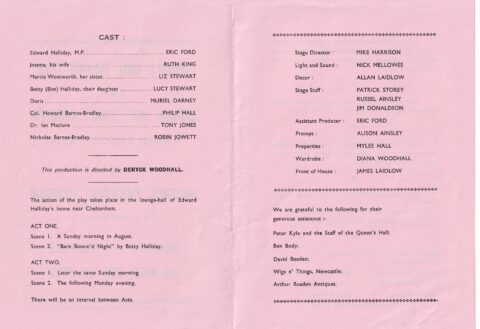 CAST :
Edward Halliday, M.P. ERIC FORD
Joanna, his wife RUTH KING
Marcia Wonsworth, her sister LIZ STEWART
Betty (Bim) Halliday, their daughter LUCY STEWART
Doris MURIEL DARNEY
Col. Howard Barnes-Bradley PHILIP HALL
Dr. Ian Maclure TONY JONES
Nicholas Barnes-Bradley ROBIN JOWETT
This production is directed by DERYCK WOODHALL.
The action of the play takes place in the lounge-hall of Edward
Halliday's home near Cheltenham.
ACT ONE.
Scene 1. A Sunday morning in August.
Scene 2. "Bare Bosom'd Night" by Betty Halliday.
ACT TWO.
Scene 1. Later the same Sunday morning.
Scene 2. The following Monday evening.
There will be an interval between Acts.
Stage Director : MIKE HARRISON
Light and Sound : NICK MELLOWES
Decor : ALLAN LAIDLOW
Stage Staff : PATRICK STOREY
RUSSEL AINSLEY
JIM DONALDSON
Assistant Producer : ERIC FORD
Prompt : ALISON AINSLEY
Properties : MYLEE HALL
Wardrobe : DIANA WOODHALL
Front of House : JAMES LAIDLOW
We are grateful to the following for their
generous assistance :-
Peter Kyle and the Staff of the Queen's Hall;
Ben Body;
David Boaden;
Wigs n' Things, Newcastle;
Arthur Boaden Antiques;